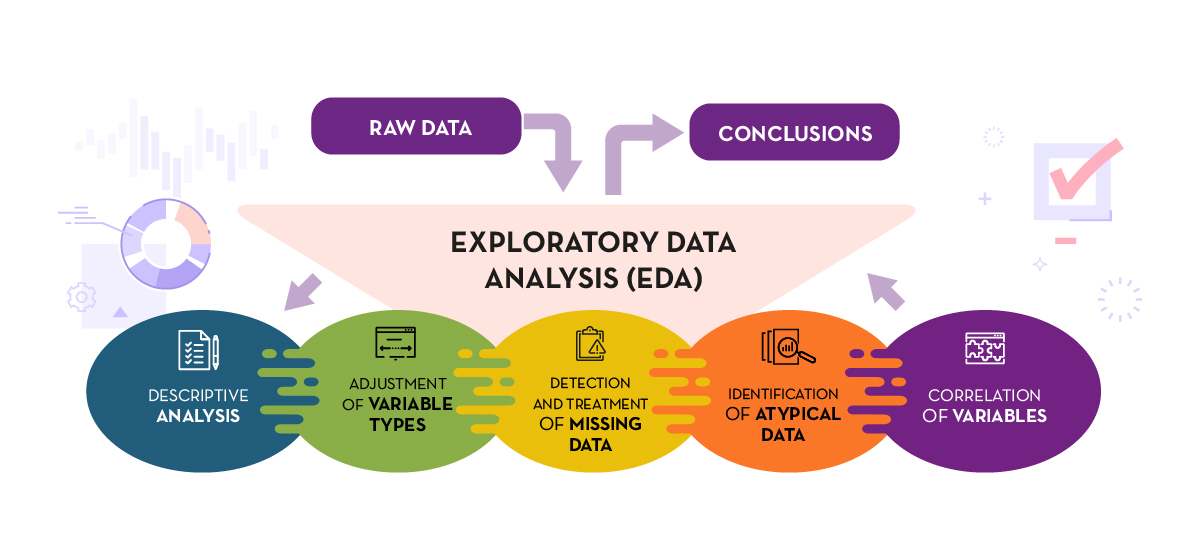 RAW DATA
CONCLUSIONS
EXPLORATORY DATA
ANALYSIS (EDA)
DESCRIPTIVE
ANALYSIS
ADJUSTMENT
OF VARIABLE
TYPES
DETECTION
AND TREATMENT
OF MISSING
DATA
IDENTIFICATION
OF ATYPICAL
DATA
CORRELATION
OF VARIABLES